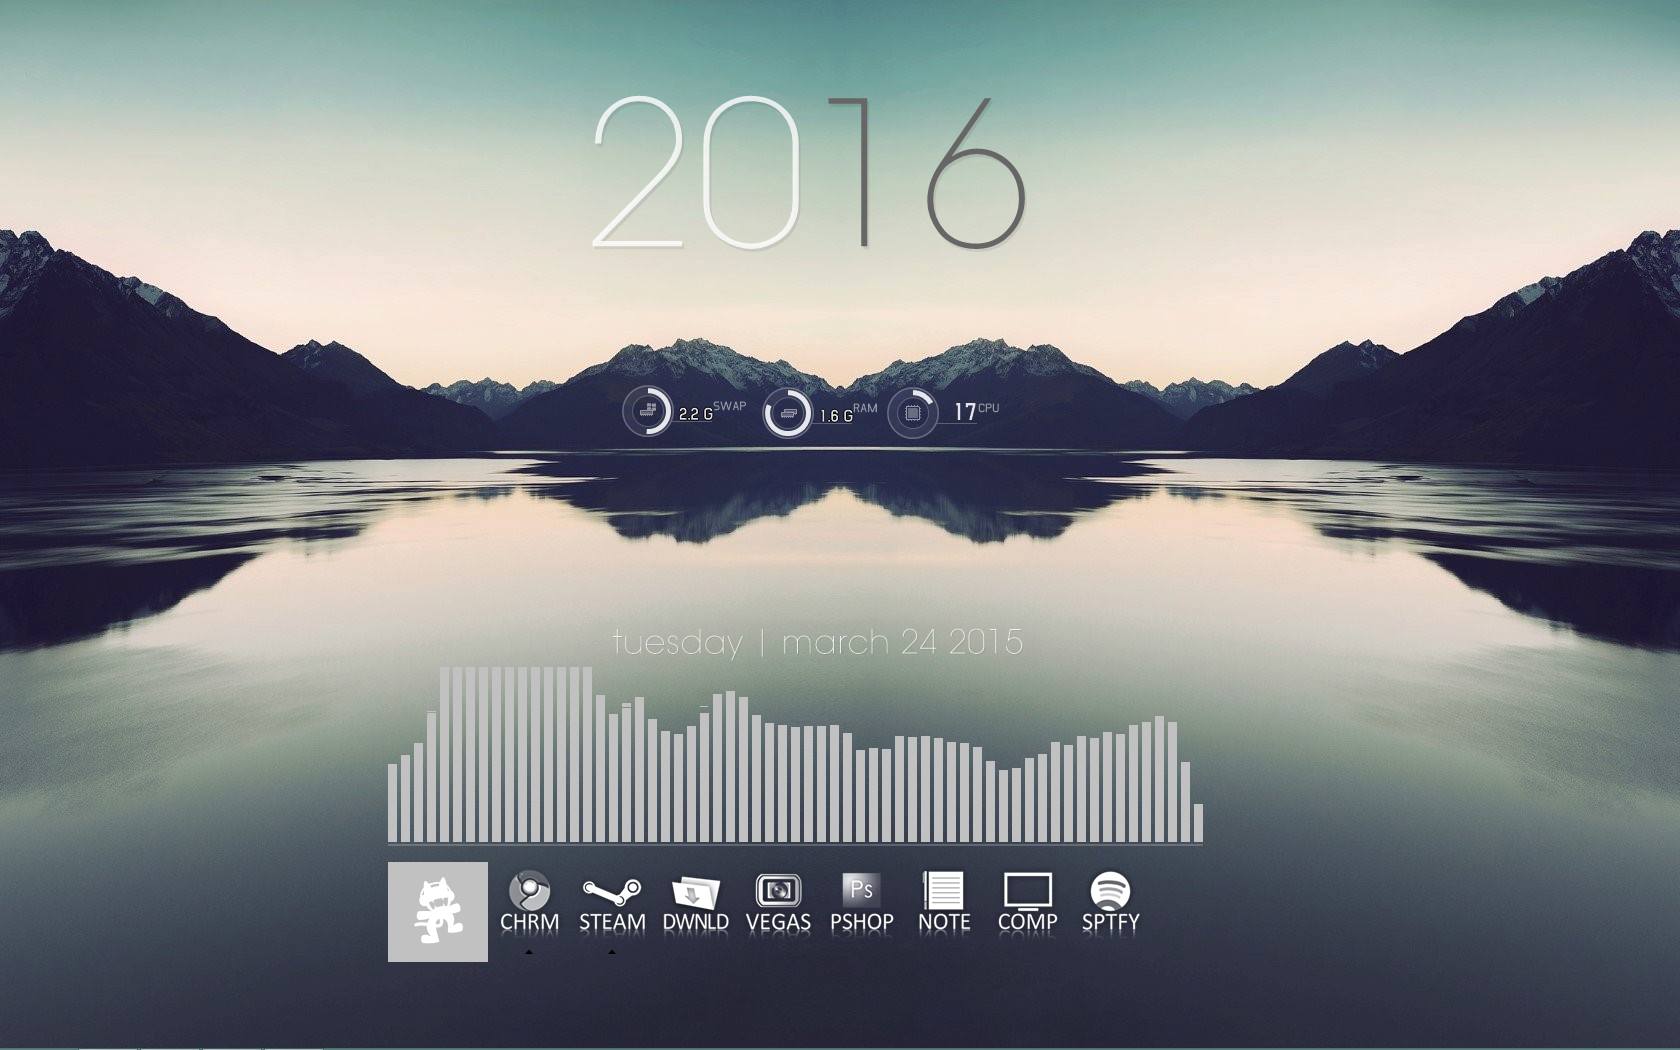 2016
2.2 G SWAP 1.6 G RAM 17 CPU
tuesday | march 24 2015
Ps
CHRM STEAM DWNLD VEGAS PSHOP NOTE COMP SPTFY